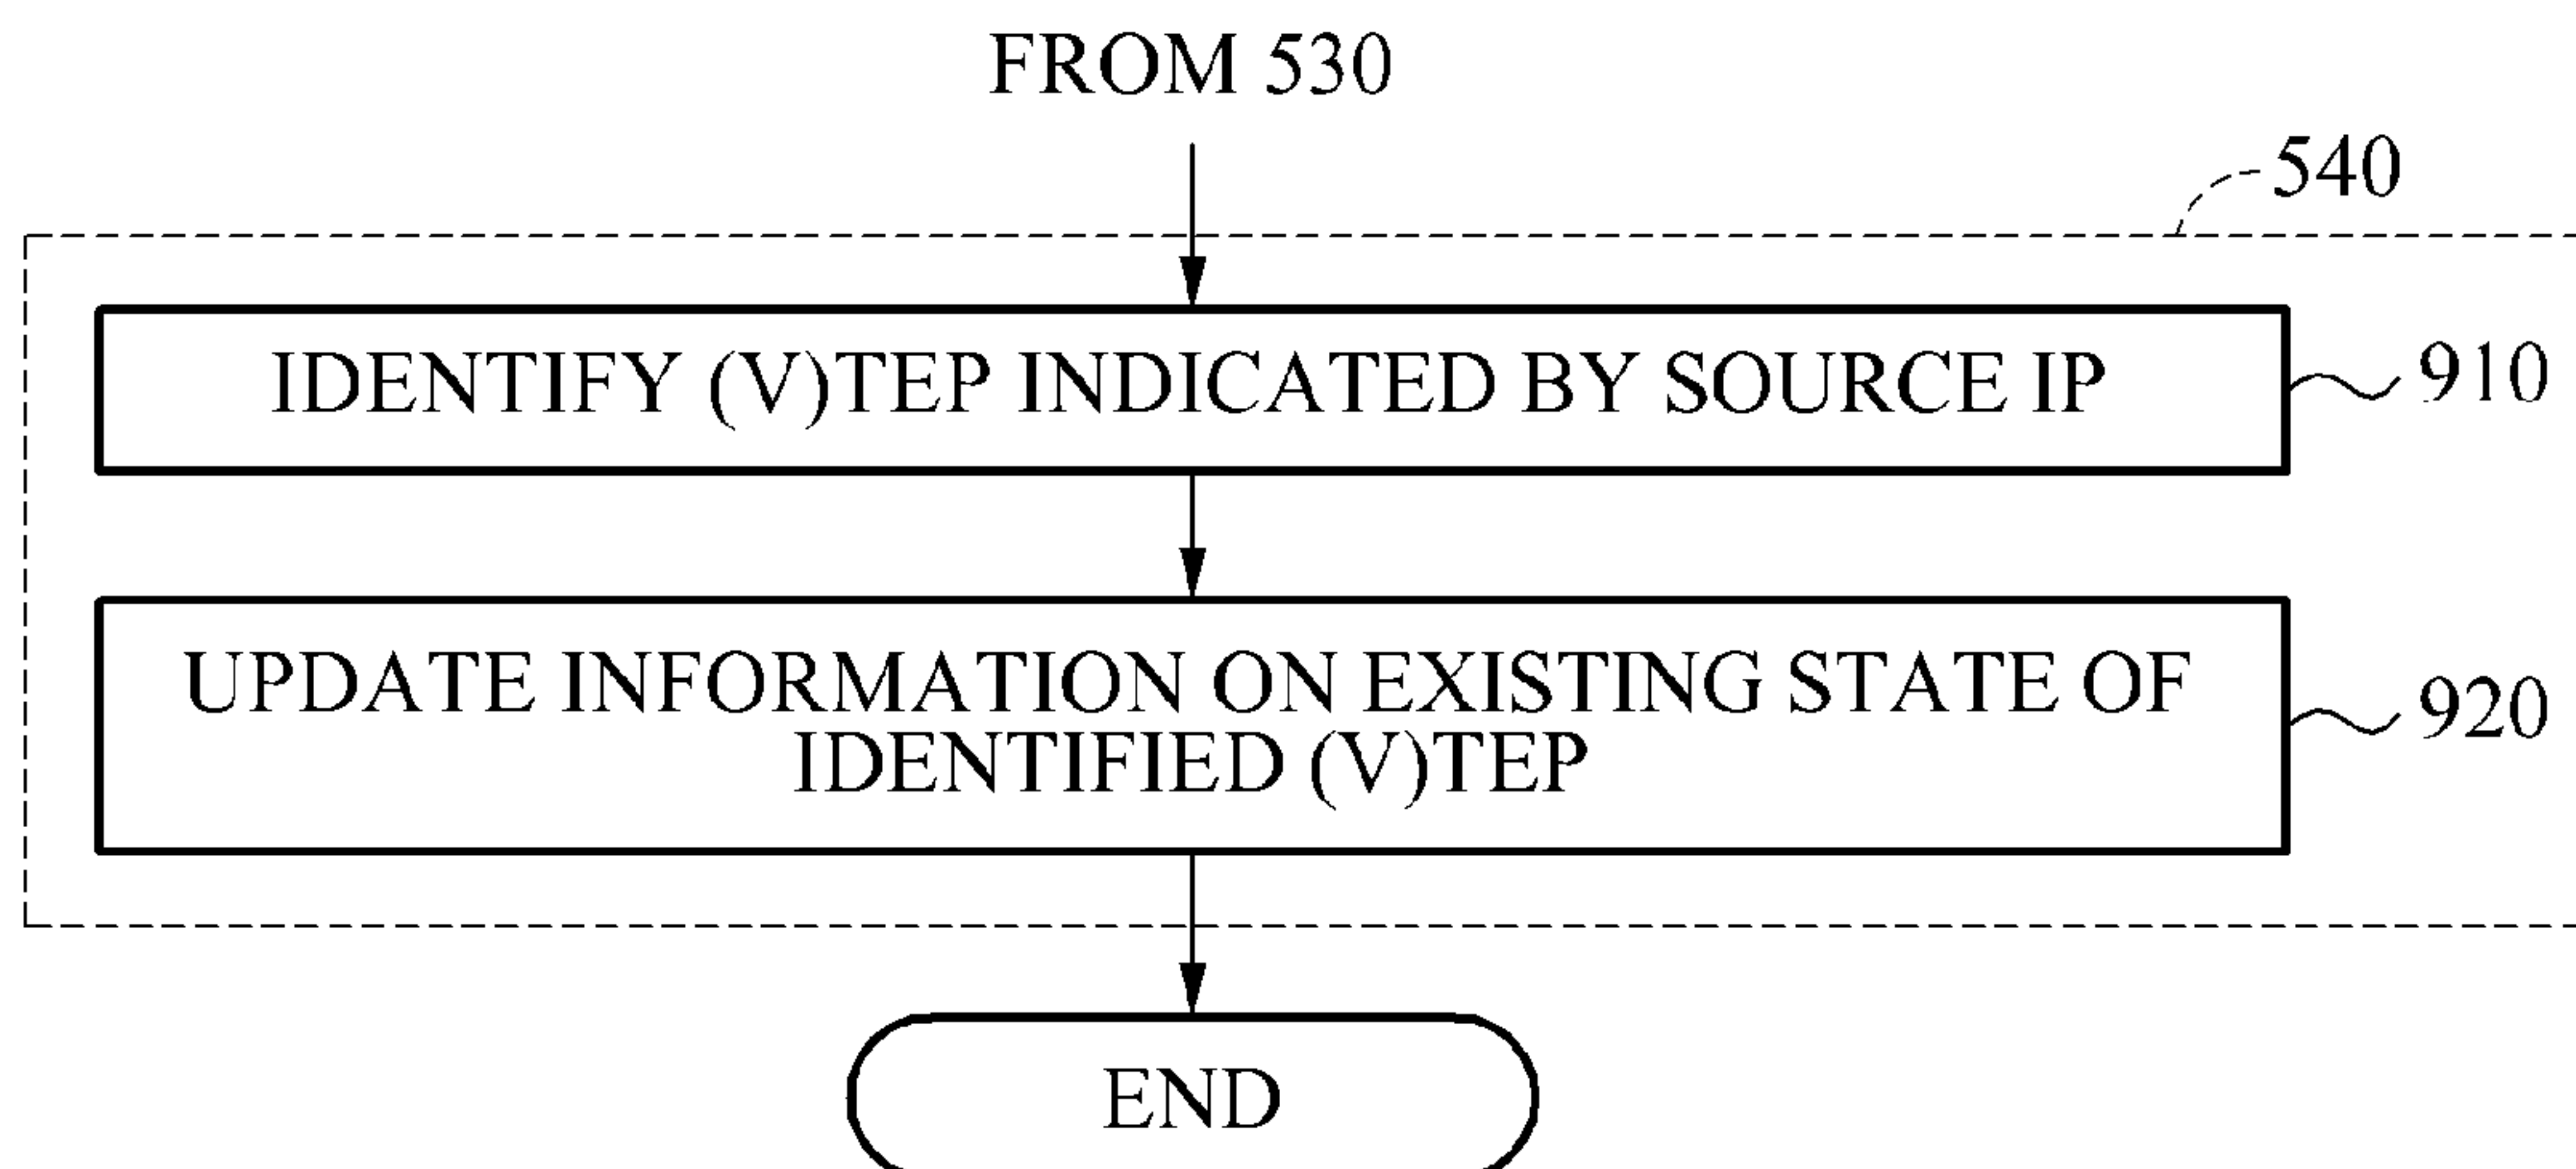 FROM 530
540
IDENTIFY (V)TEP INDICATED BY SOURCE IP
910
UPDATE INFORMATION ON EXISTING STATE OF
IDENTIFIED (V)TEP
920
END